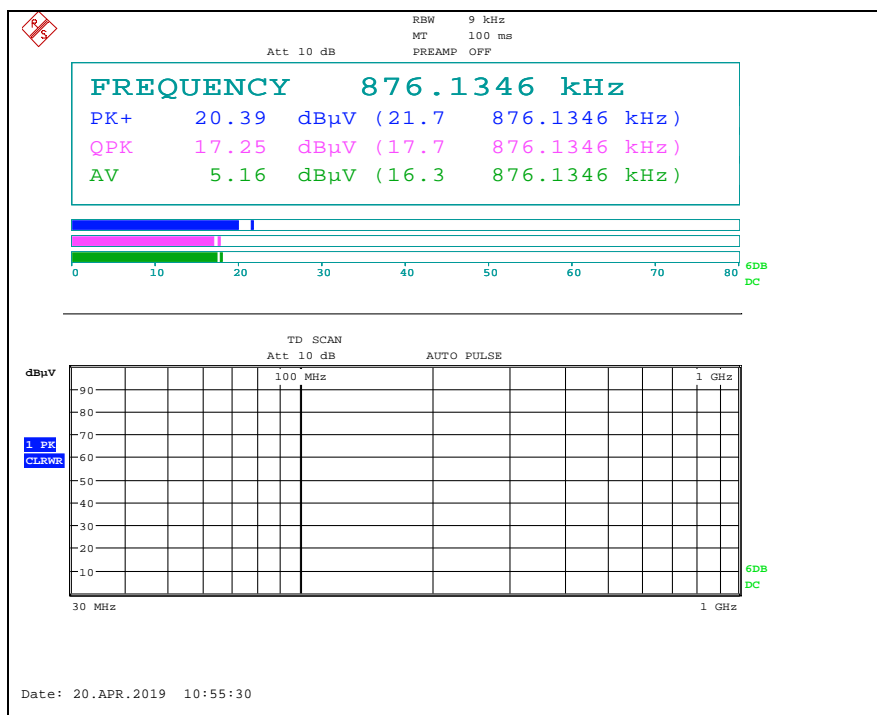 R S
RBW 9 kHz
MT 100 ms
Att 10 dB PREAMP OFF
FREQUENCY 876.1346 kHz
PK+ 20.39 dBµV (21.7 876.1346 kHz)
QPK 17.25 dBµV (17.7 876.1346 kHz)
AV 5.16 dBµV (16.3 876.1346 kHz)
0 10 20 30 40 50 60 70 80
6DB
DC
TD SCAN
Att 10 dB AUTO PULSE
dBµV
100 MHz 1 GHz
90
80
70
1 PK
CLRWR
60
50
40
30
20
10
6DB
DC
30 MHz 1 GHz
Date: 20.APR.2019 10:55:30